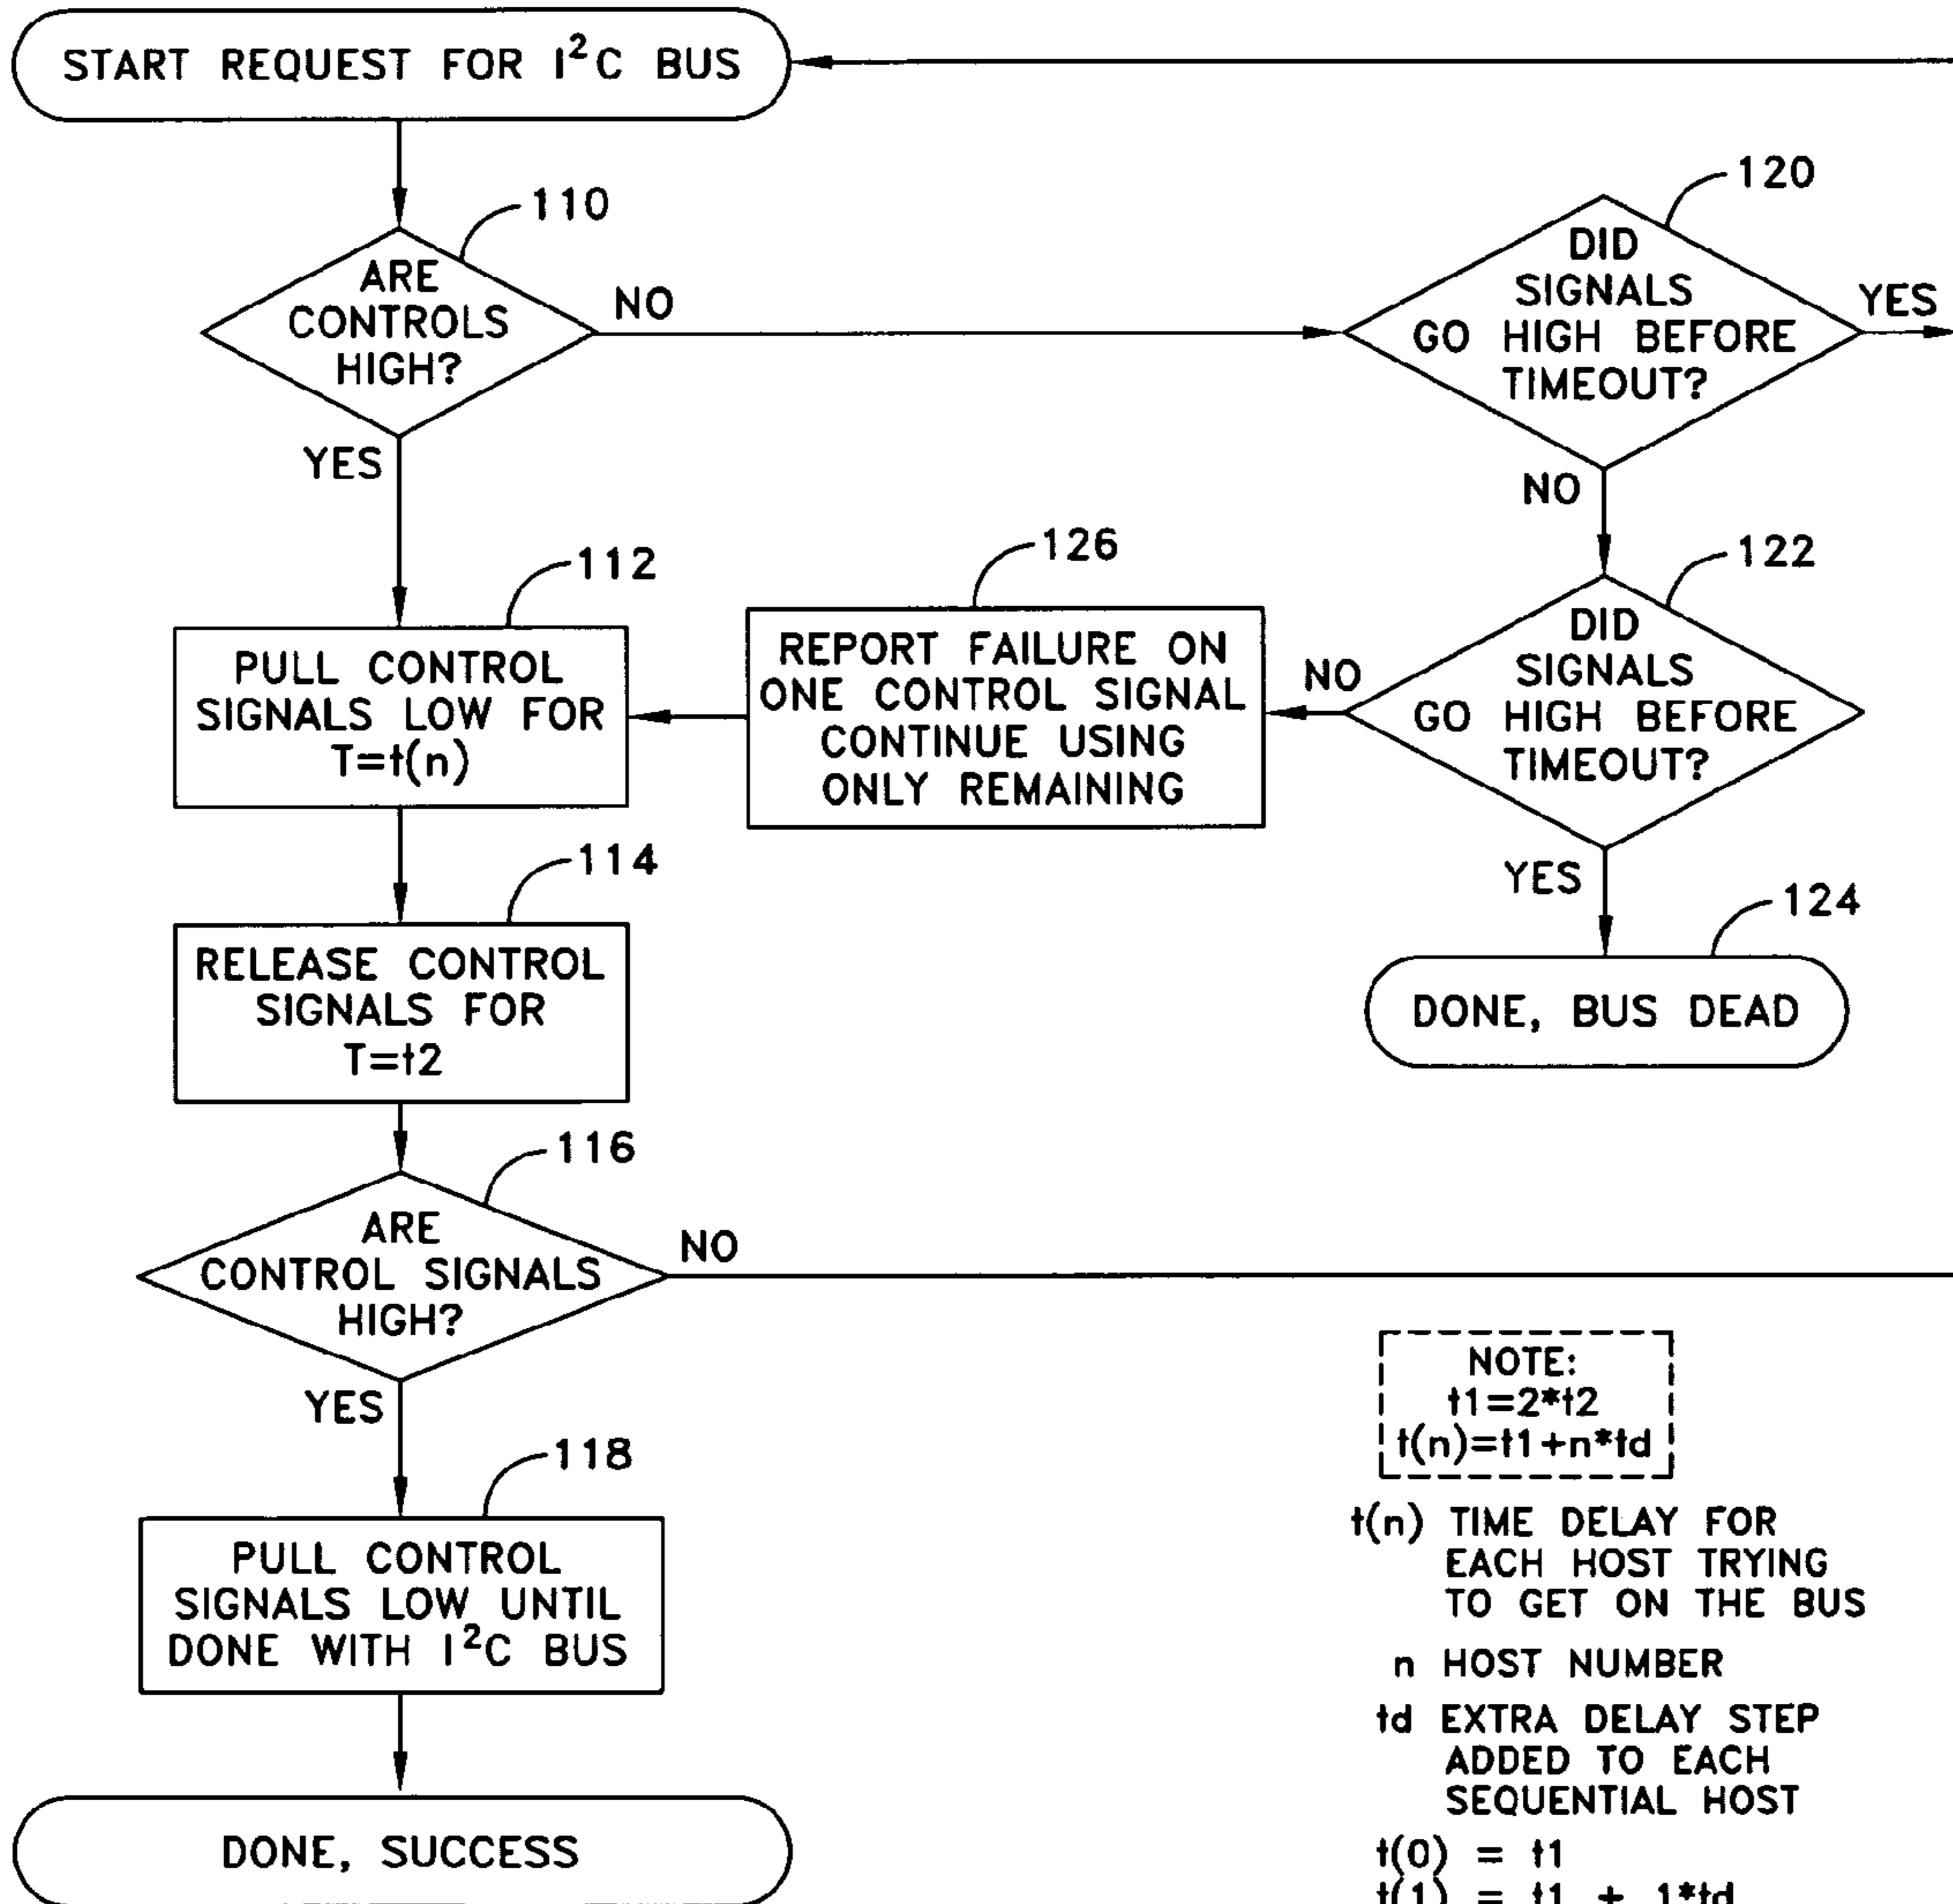 START REQUEST FOR I²C BUS
110
ARE
CONTROLS
HIGH?
NO
YES
120
DID
SIGNALS
GO HIGH BEFORE
TIMEOUT?
YES
NO
112
PULL CONTROL
SIGNALS LOW FOR
T=t(n)
126
REPORT FAILURE ON
ONE CONTROL SIGNAL
CONTINUE USING
ONLY REMAINING
122
DID
SIGNALS
GO HIGH BEFORE
TIMEOUT?
NO
YES
114
RELEASE CONTROL
SIGNALS FOR
T=t2
124
DONE, BUS DEAD
116
ARE
CONTROL SIGNALS
HIGH?
NO
YES
118
PULL CONTROL
SIGNALS LOW UNTIL
DONE WITH I²C BUS
DONE, SUCCESS
NOTE:
t1=2*t2
t(n)=t1+n*td
t(n) TIME DELAY FOR
EACH HOST TRYING
TO GET ON THE BUS
n HOST NUMBER
td EXTRA DELAY STEP
ADDED TO EACH
SEQUENTIAL HOST
t(0) = t1
t(1) = t1 + 1*td